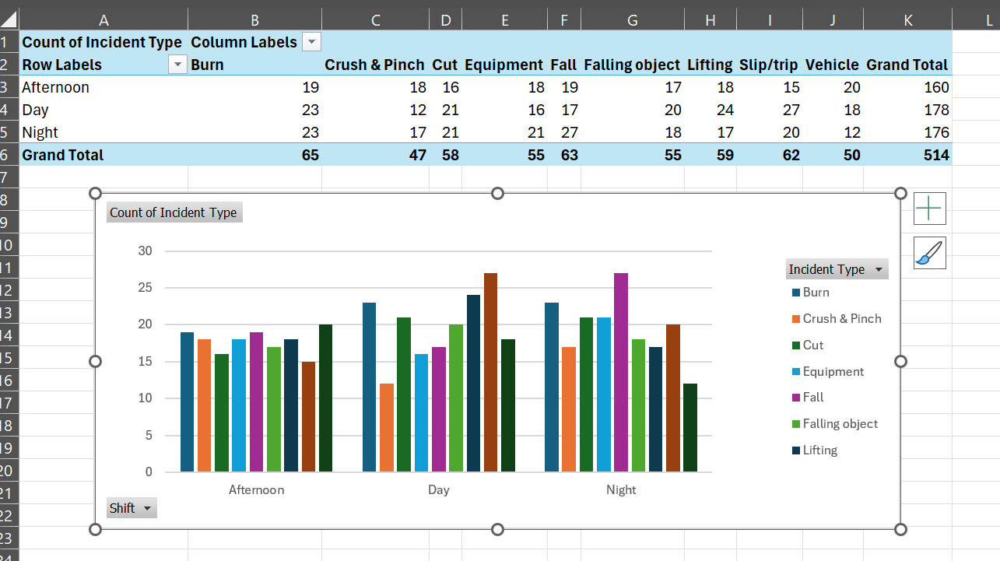 A B C D E F G H I J K L
1 Count of Incident Type Column Labels
2 Row Labels Burn Crush & Pinch Cut Equipment Fall Falling object Lifting Slip/trip Vehicle Grand Total
3 Afternoon 19 18 16 18 19 17 18 15 20 160
4 Day 23 12 21 16 17 20 24 27 18 178
5 Night 23 17 21 21 27 18 17 20 12 176
6 Grand Total 65 47 58 55 63 55 59 62 50 514
7
8
9
10
11
12
13
14
15
16
17
18
19
20
21
22
23
24
Count of Incident Type
30
25
20
15
10
5
0
Afternoon Day Night
Shift
Incident Type
Burn
Crush & Pinch
Cut
Equipment
Fall
Falling object
Lifting